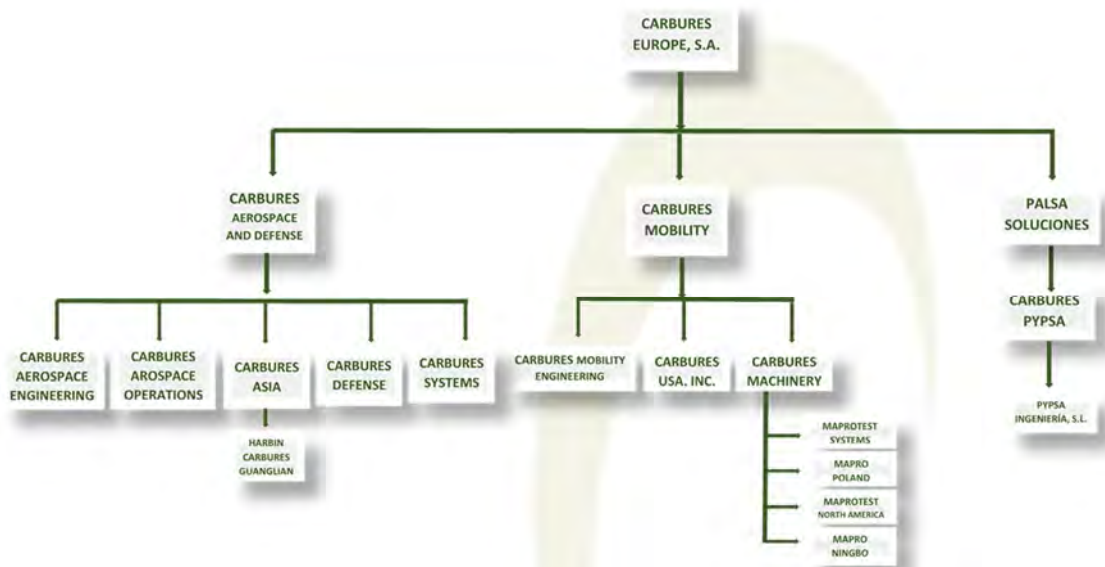 CARBURES
EUROPE, S.A.
CARBURES
AEROSPACE
AND DEFENSE
CARBURES
MOBILITY
PALSA
SOLUCIONES
CARBURES
AEROSPACE
ENGINEERING
CARBURES
AROSPACE
OPERATIONS
CARBURES
ASIA
CARBURES
DEFENSE
CARBURES
SYSTEMS
CARBURES MOBILITY
ENGINEERING
CARBURES
USA. INC.
CARBURES
MACHINERY
CARBURES
PYPSA
HARBIN
CARBURES
GUANGLIAN
MAPROTEST
SYSTEMS
MAPRO
POLAND
MAPROTEST
NORTH AMERICA
MAPRO
NINGBO
PYPSA
INGENIERÍA, S.L.